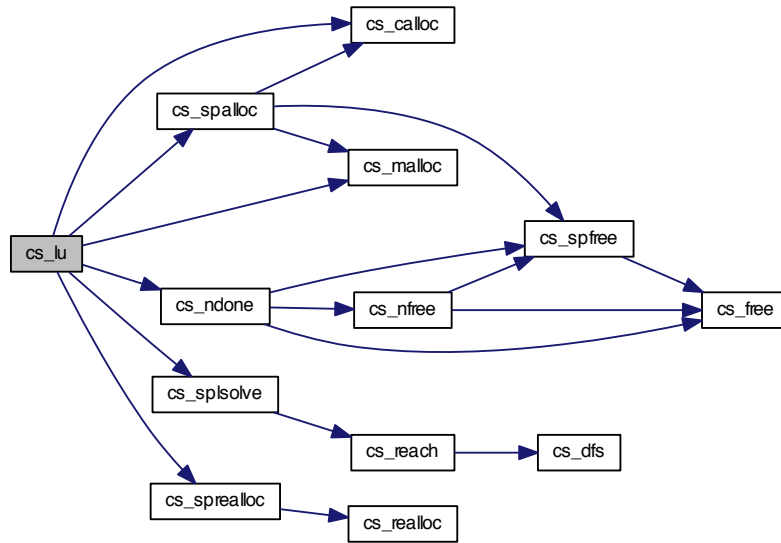 cs_calloc
cs_spalloc
cs_malloc
cs_spfree
cs_lu
cs_ndone
cs_nfree
cs_free
cs_splsolve
cs_reach
cs_dfs
cs_sprealloc
cs_realloc